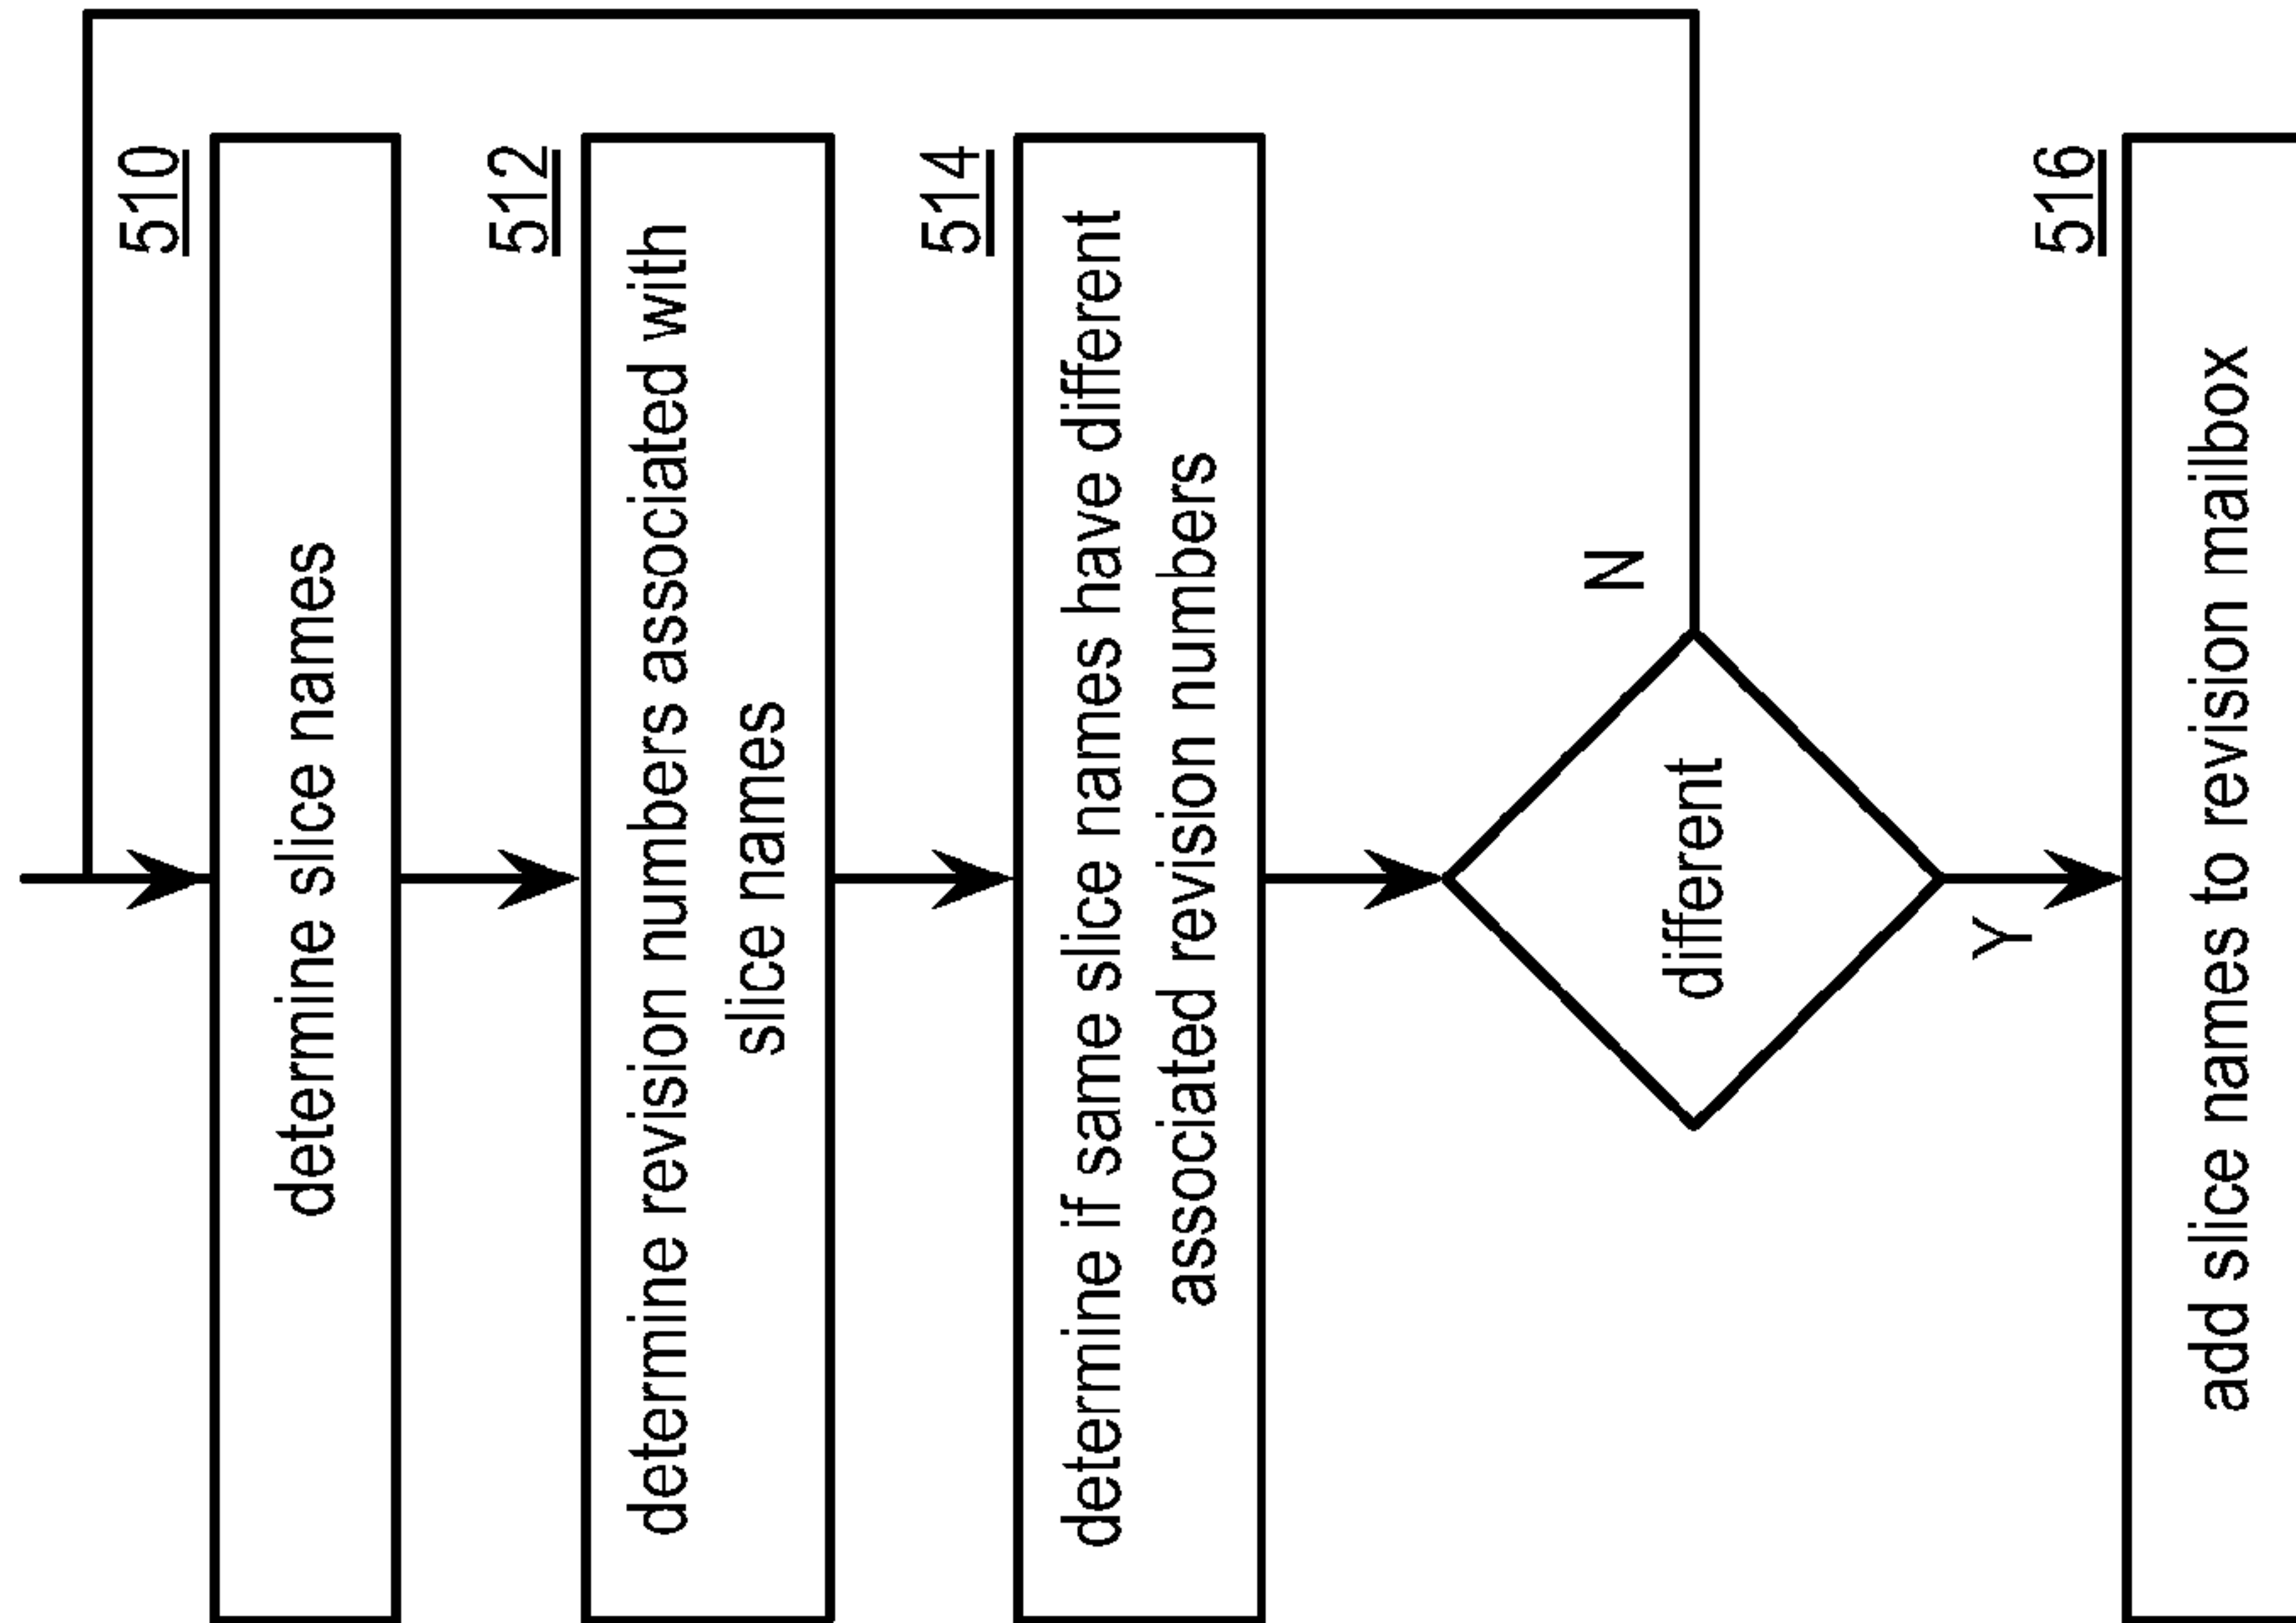 510
determine slice names
512
determine revision numbers associated with
slice names
514
determine if same slice names have different
associated revision numbers
different
N
Y
516
add slice names to revision mailbox